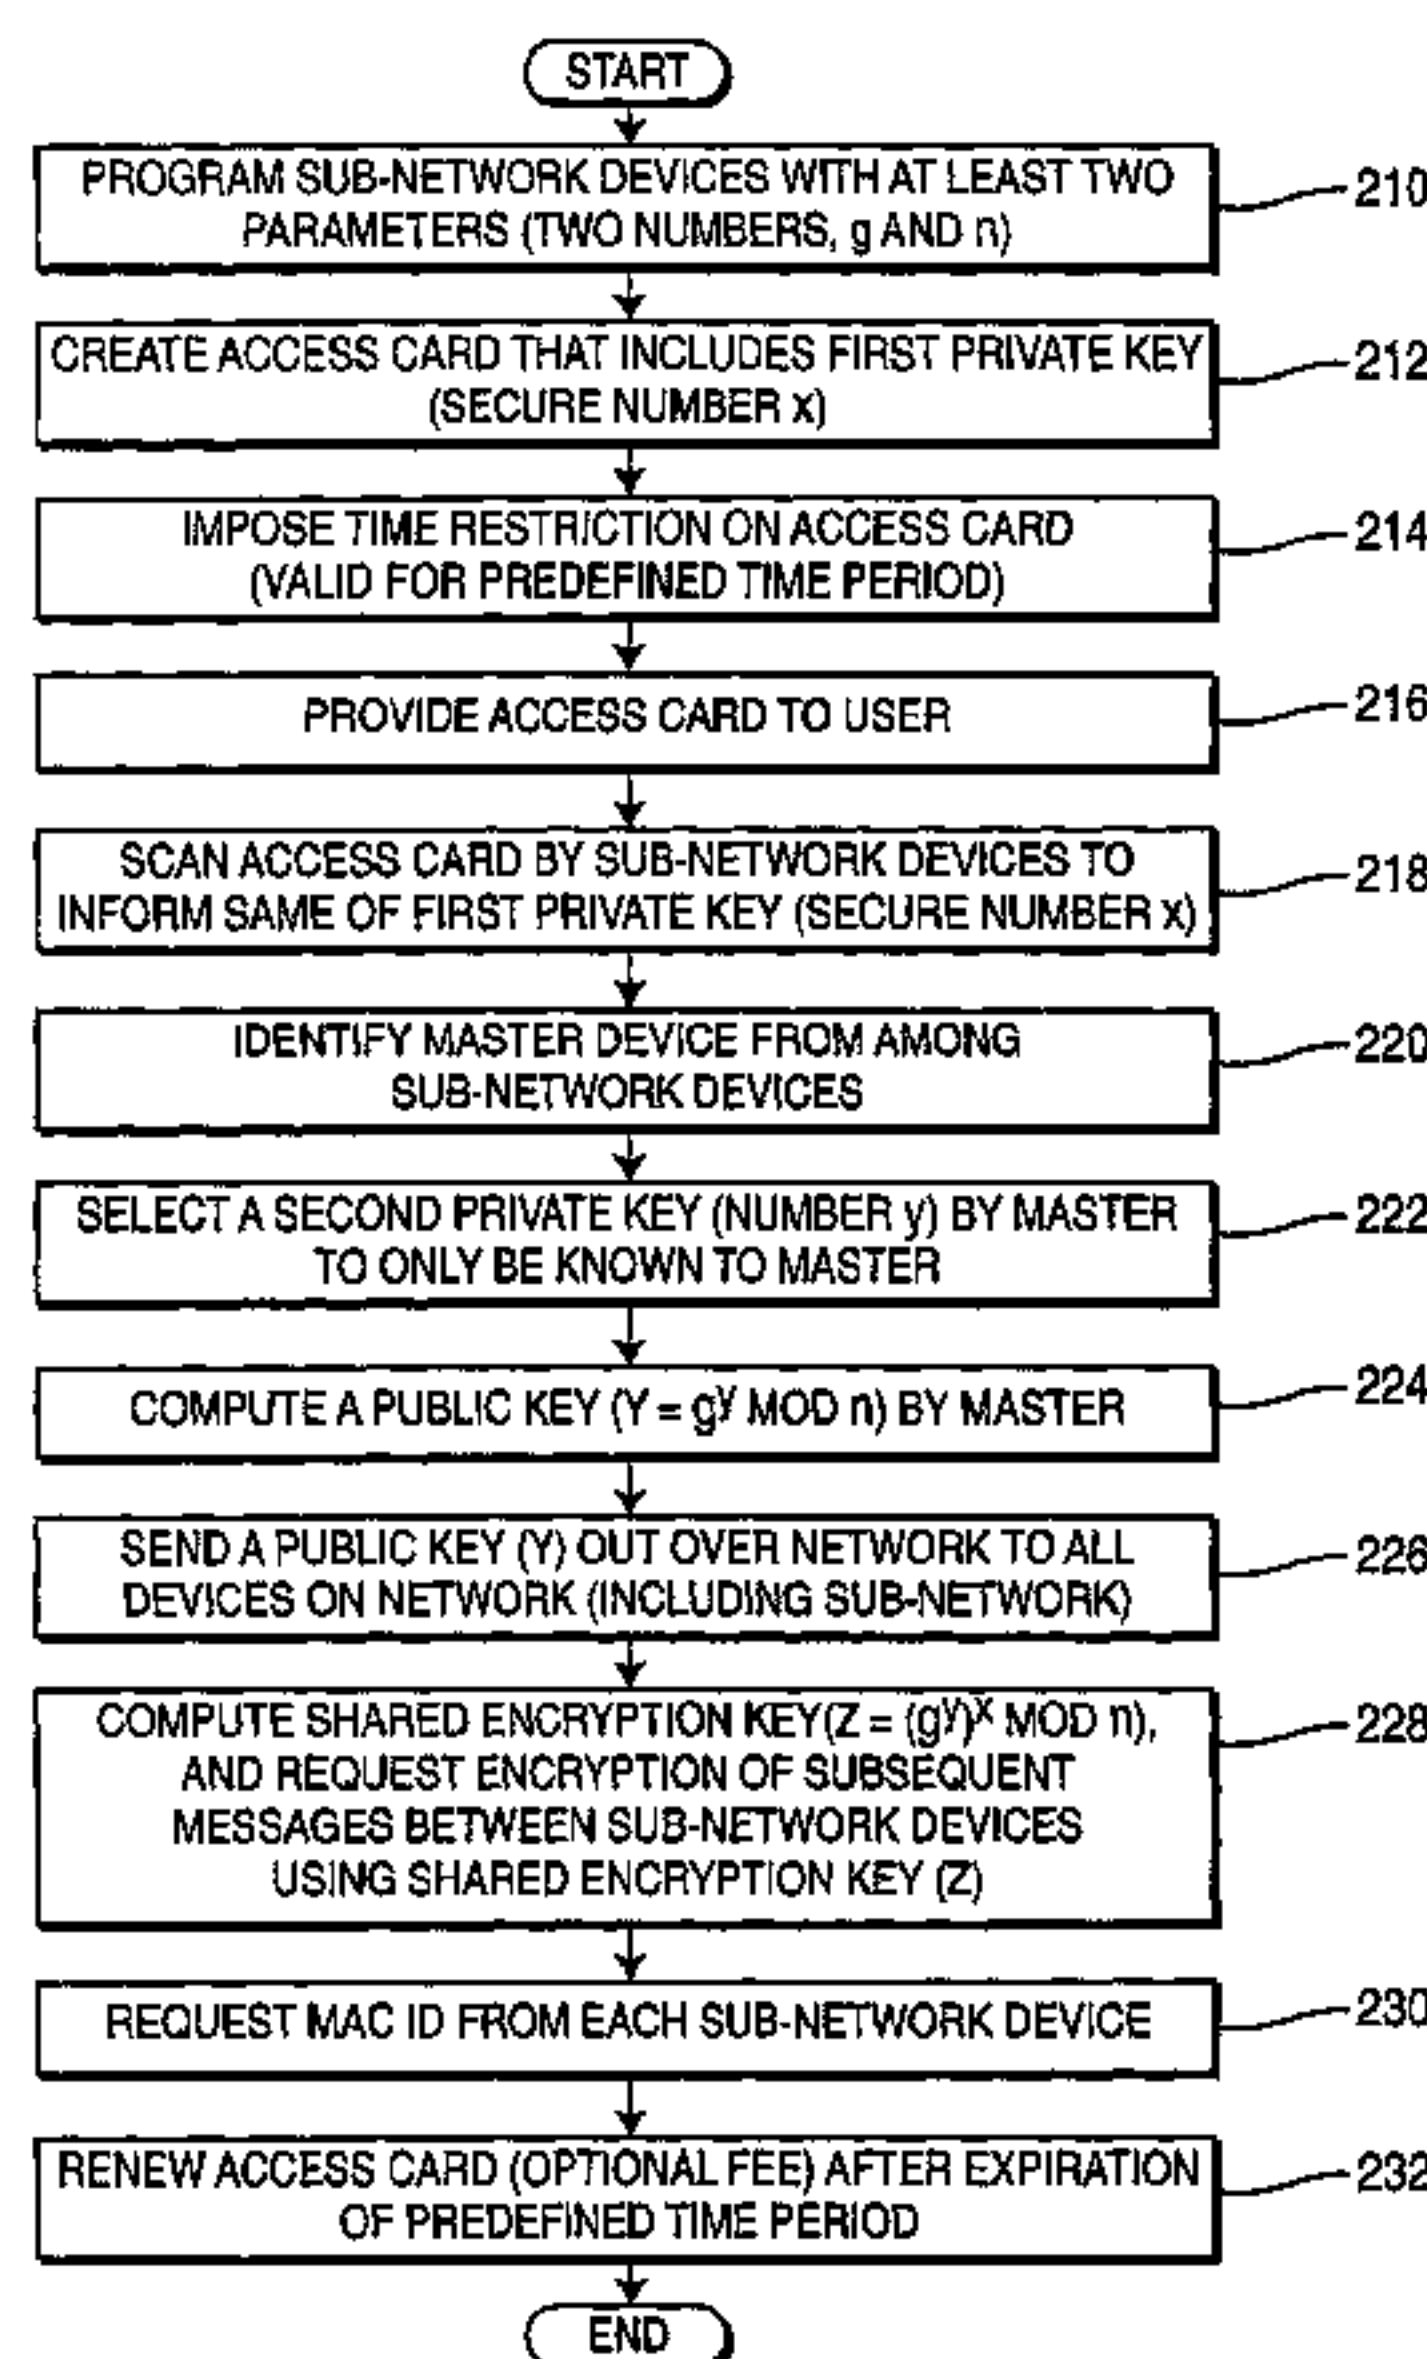 START
PROGRAM SUB-NETWORK DEVICES WITH AT LEAST TWO
PARAMETERS (TWO NUMBERS, g AND n)
210
CREATE ACCESS CARD THAT INCLUDES FIRST PRIVATE KEY
(SECURE NUMBER x)
212
IMPOSE TIME RESTRICTION ON ACCESS CARD
(VALID FOR PREDEFINED TIME PERIOD)
214
PROVIDE ACCESS CARD TO USER
216
SCAN ACCESS CARD BY SUB-NETWORK DEVICES TO
INFORM SAME OF FIRST PRIVATE KEY (SECURE NUMBER x)
218
IDENTIFY MASTER DEVICE FROM AMONG
SUB-NETWORK DEVICES
220
SELECT A SECOND PRIVATE KEY (NUMBER y) BY MASTER
TO ONLY BE KNOWN TO MASTER
222
COMPUTE A PUBLIC KEY (Y = g^y MOD n) BY MASTER
224
SEND A PUBLIC KEY (Y) OUT OVER NETWORK TO ALL
DEVICES ON NETWORK (INCLUDING SUB-NETWORK)
226
COMPUTE SHARED ENCRYPTION KEY(Z = (g^y)^x MOD n),
AND REQUEST ENCRYPTION OF SUBSEQUENT
MESSAGES BETWEEN SUB-NETWORK DEVICES
USING SHARED ENCRYPTION KEY (Z)
228
REQUEST MAC ID FROM EACH SUB-NETWORK DEVICE
230
RENEW ACCESS CARD (OPTIONAL FEE) AFTER EXPIRATION
OF PREDEFINED TIME PERIOD
232
END